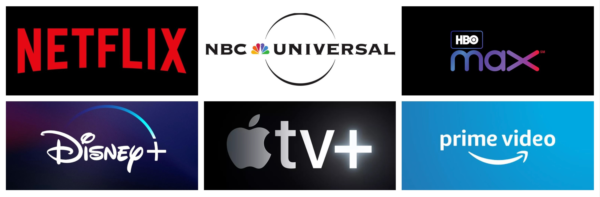 NETFLIX
NBC UNIVERSAL
HBO
max
Disney+
tv+
prime video